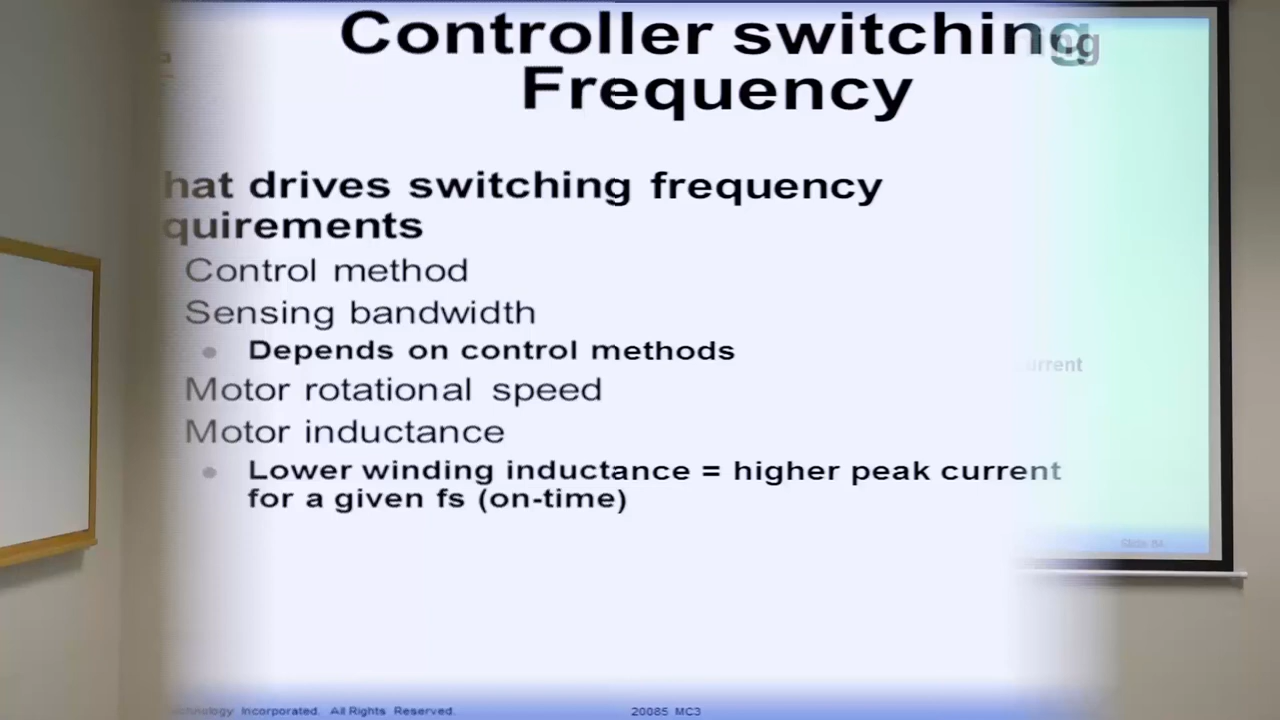 Controller switching
Frequency
hat drives switching frequency
quirements
Control method
Sensing bandwidth
Depends on control methods
Motor rotational speed
Motor inductance
Lower winding inductance = higher peak current
for a given fs (on-time)
Incorporated. All Rights Reserved.
20085 MC3